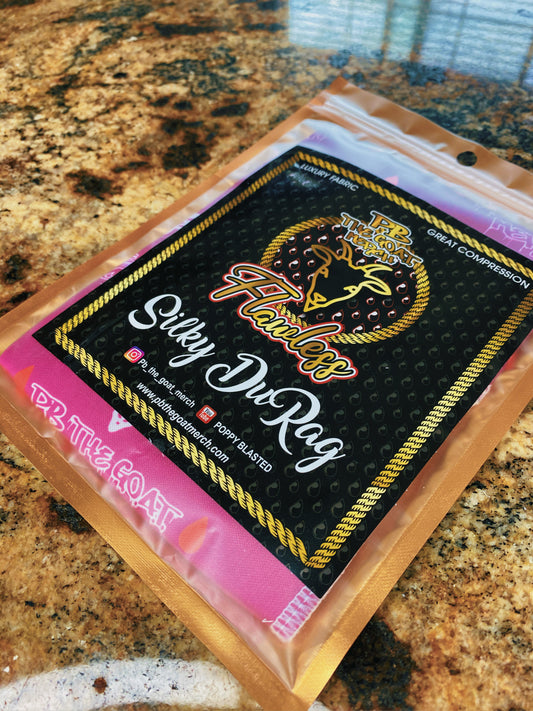 LUXURY FABRIC
GREAT COMPRESSION
PB
THE GOAT
MERCH
Flawless
Silky DuRag
Pb_the_goat_merch
POPPY BLASTED
www.pbthegoatmerch.com
PB THE GOAT